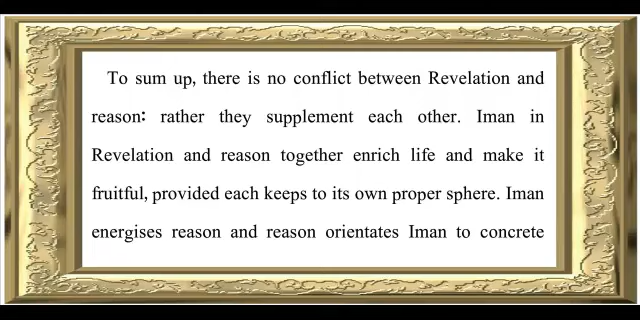 To sum up, there is no conflict between Revelation and
reason: rather they supplement each other. Iman in
Revelation and reason together enrich life and make it
fruitful, provided each keeps to its own proper sphere. Iman
energises reason and reason orientates Iman to concrete